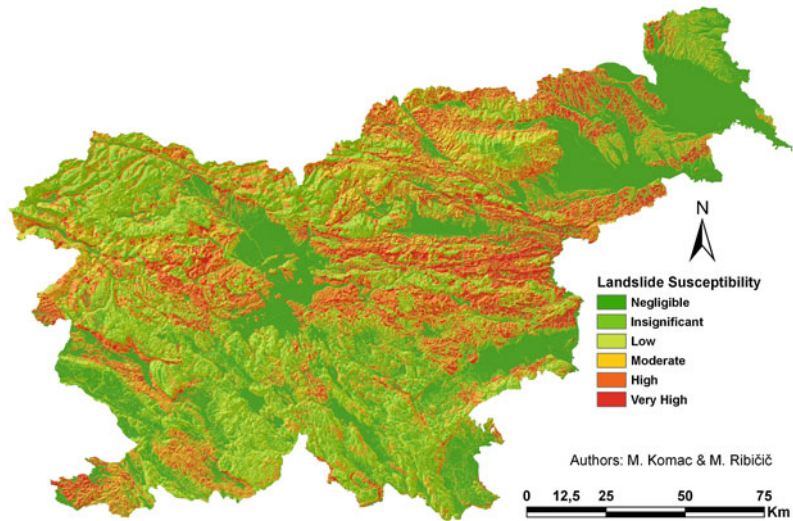 N
Landslide Susceptibility
Negligible
Insignificant
Low
Moderate
High
Very High
Authors: M. Komac & M. Ribičič
0 12,5 25 50 75
Km